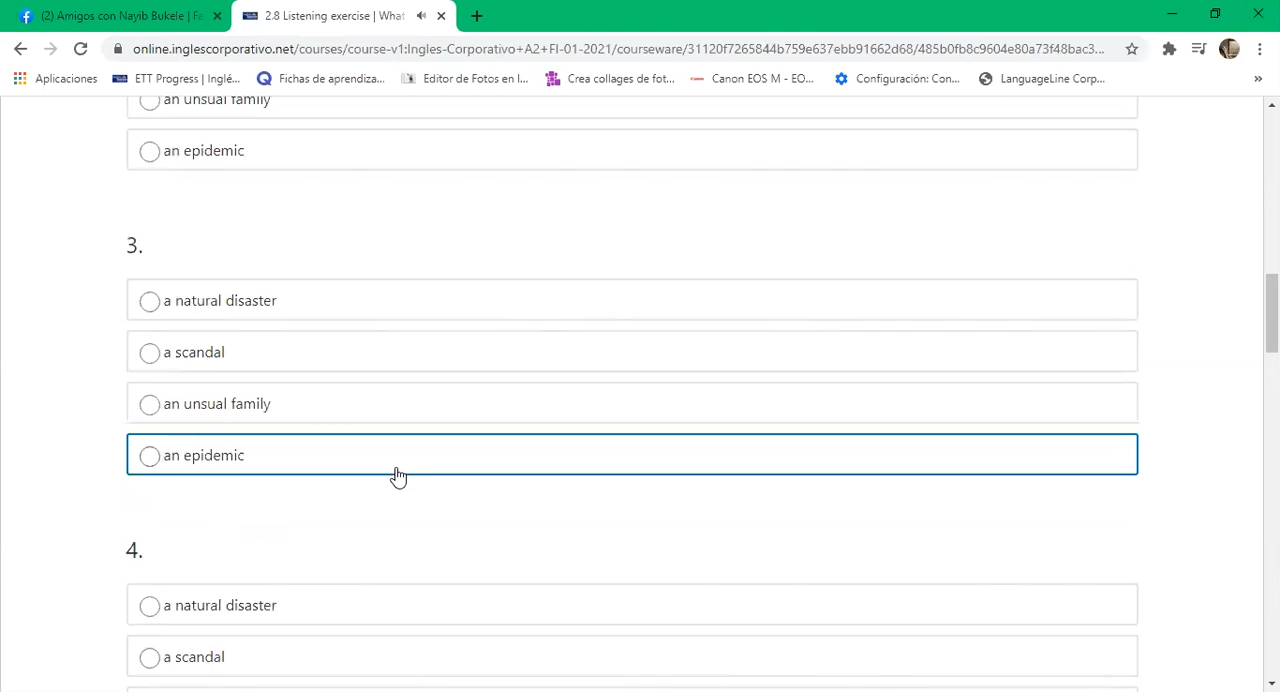 (2) Amigos con Nayib Bukele | Fa
2.8 Listening exercise | What
online.inglescorporativo.net/courses/course-v1:Ingles-Corporativo+A2+FI-01-2021/courseware/31120f7265844b759e637ebb91662d68/485b0fb8c9604e80a73f48bac3...
Aplicaciones
ETT Progress | Inglé...
Fichas de aprendiza...
Editor de Fotos en l...
Crea collages de fot...
Canon EOS M - EO...
Configuración: Con...
LanguageLine Corp...
»
an unsual family
an epidemic
3.
a natural disaster
a scandal
an unsual family
an epidemic
4.
a natural disaster
a scandal